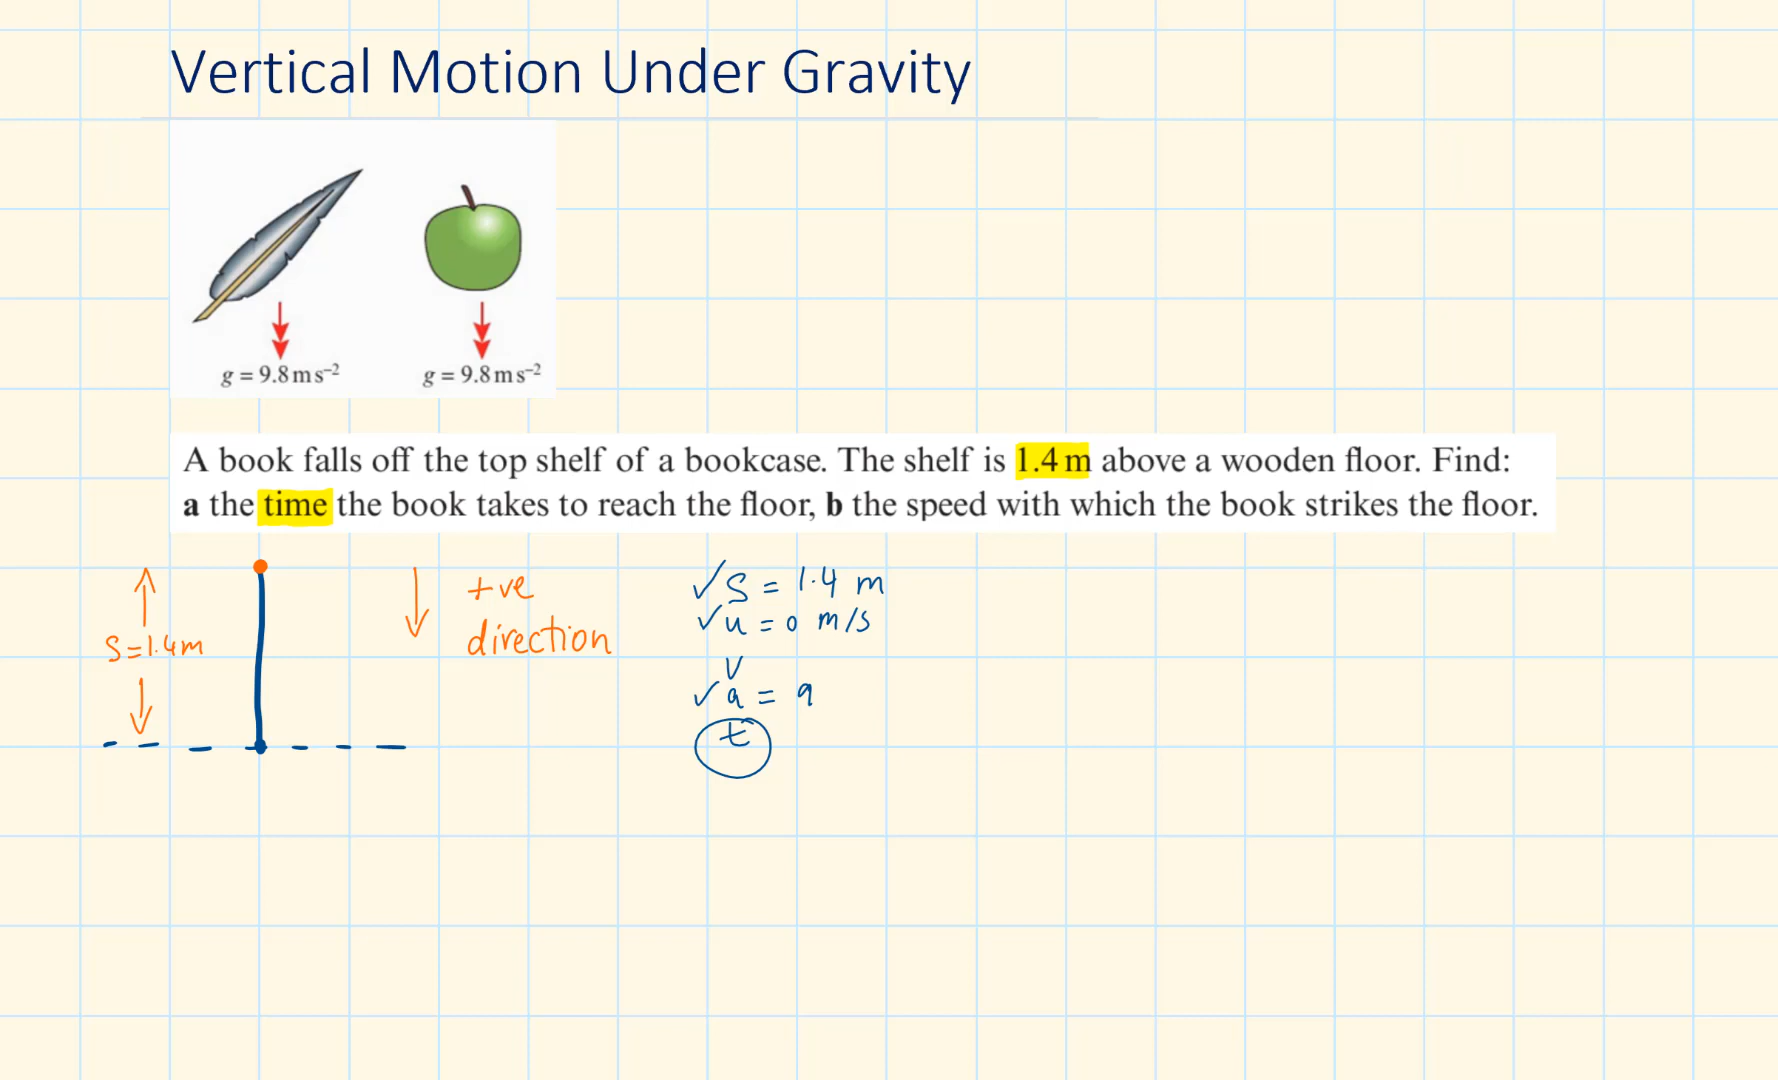 Vertical Motion Under Gravity
g = 9.8 m s⁻² g = 9.8 m s⁻²
A book falls off the top shelf of a bookcase. The shelf is 1.4 m above a wooden floor. Find:
a the time the book takes to reach the floor, b the speed with which the book strikes the floor.
S=1.4m
+ve
direction
✓ S = 1.4 m
✓ u = 0 m/s
V
✓ a = 9
t